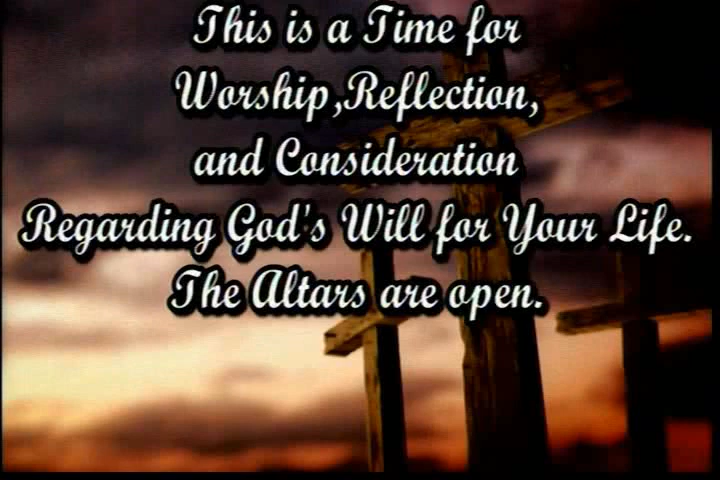 This is a Time for
Worship,Reflection,
and Consideration
Regarding God's Will for Your Life.
The Altars are open.